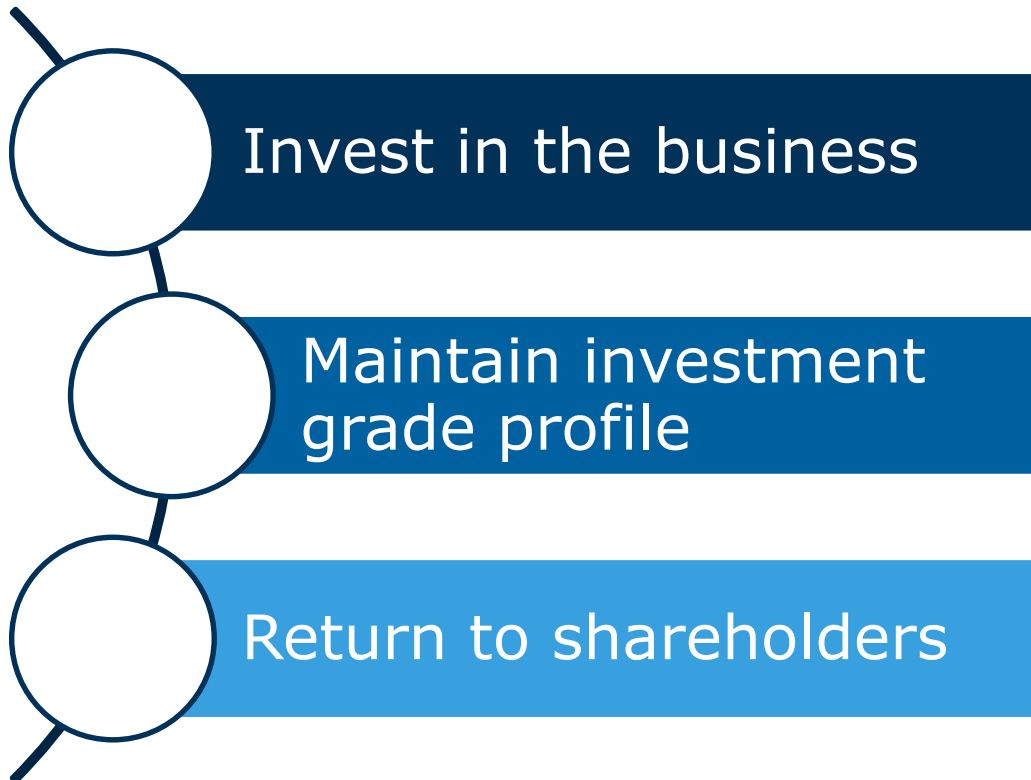 Invest in the business
Maintain investment
grade profile
Return to shareholders